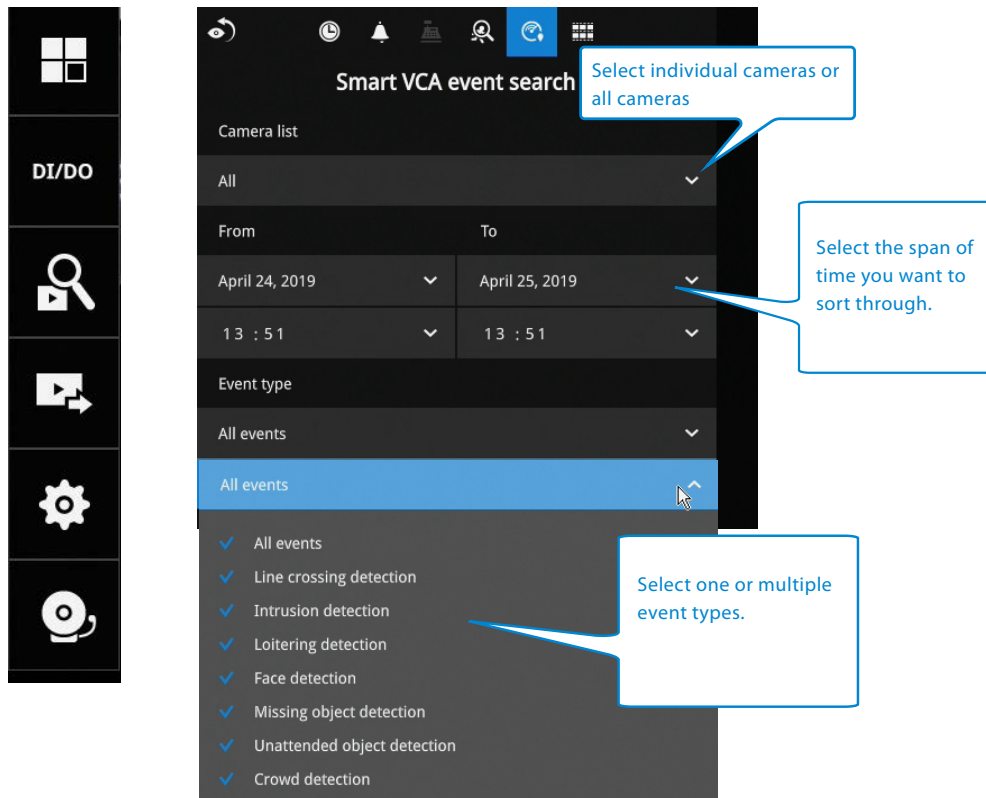 DI/DO
Smart VCA event search
Select individual cameras or
all cameras
Camera list
All
From To
April 24, 2019 April 25, 2019
13 : 51 13 : 51
Select the span of
time you want to
sort through.
Event type
All events
All events
All events
Line crossing detection
Intrusion detection
Loitering detection
Face detection
Missing object detection
Unattended object detection
Crowd detection
Select one or multiple
event types.